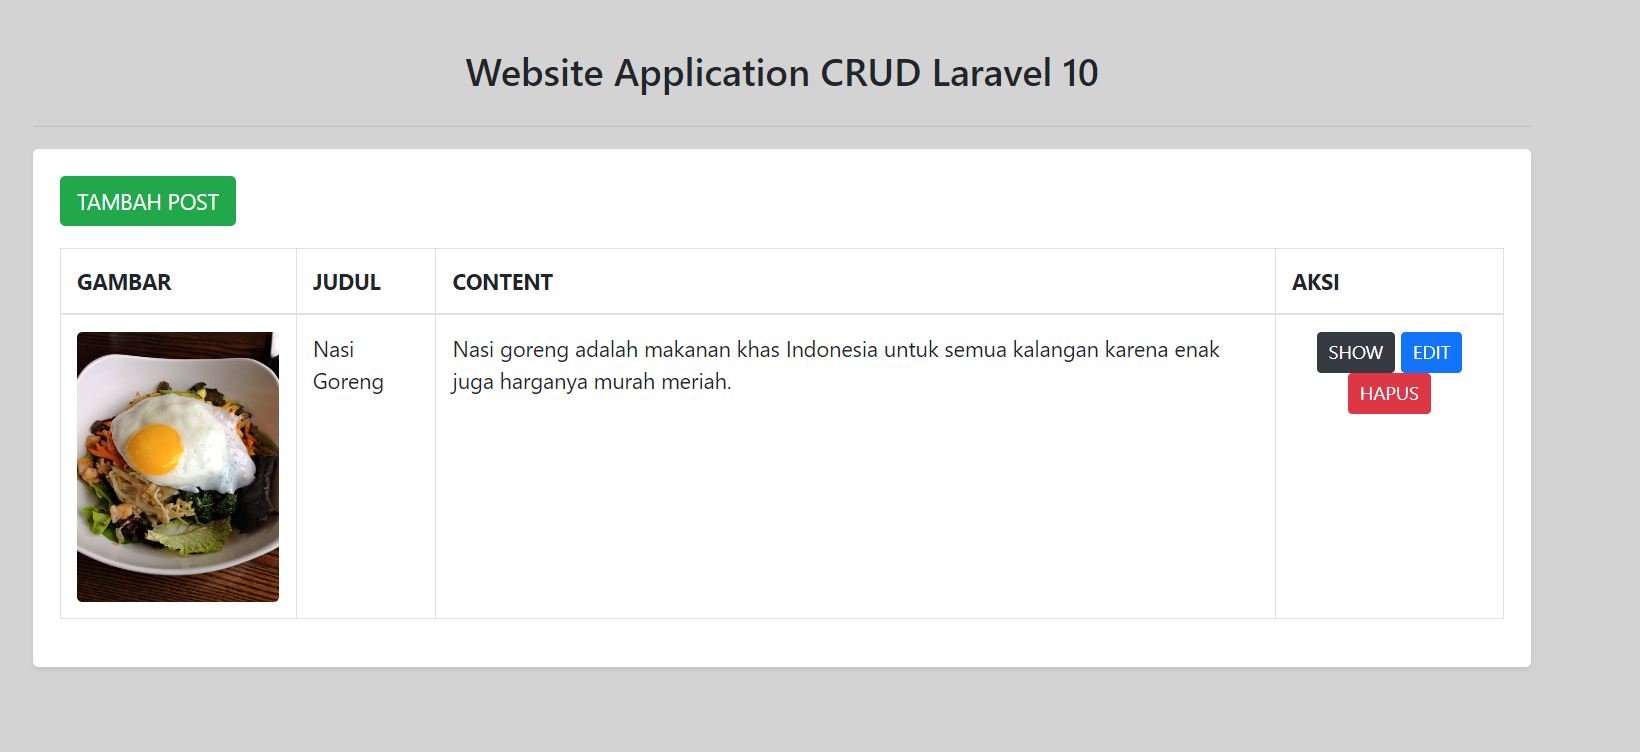 Website Application CRUD Laravel 10
TAMBAH POST
GAMBAR JUDUL CONTENT AKSI
Nasi
Goreng
Nasi goreng adalah makanan khas Indonesia untuk semua kalangan karena enak
juga harganya murah meriah.
SHOW EDIT
HAPUS